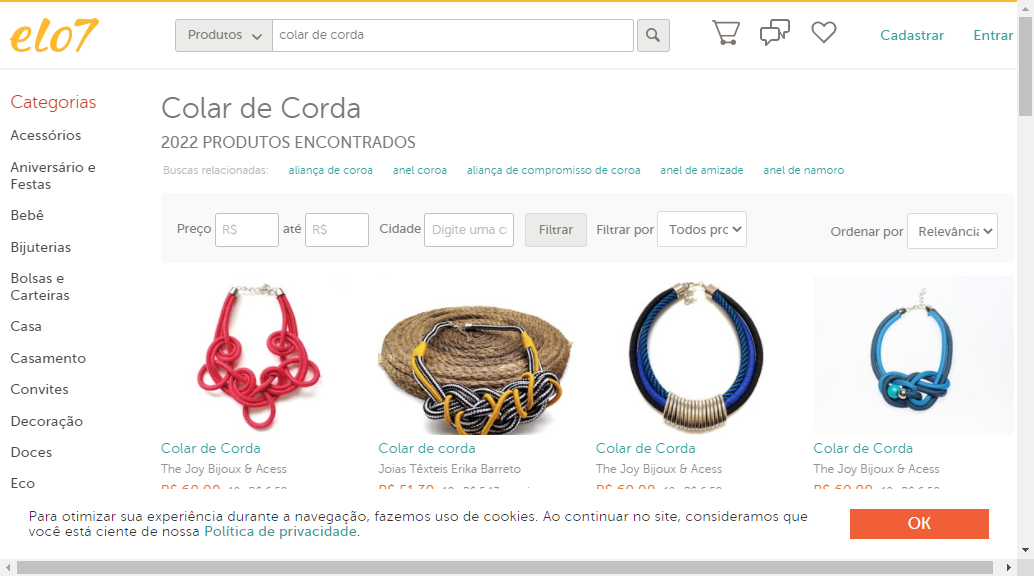 elo7
Produtos
colar de corda
Cadastrar
Entrar
Categorias
Acessórios
Aniversário e
Festas
Bebê
Bijuterias
Bolsas e
Carteiras
Casa
Casamento
Convites
Decoração
Doces
Eco
Colar de Corda
2022 PRODUTOS ENCONTRADOS
Buscas relacionadas: aliança de coroa anel coroa aliança de compromisso de coroa anel de amizade anel de namoro
Preço R$ até R$ Cidade Digite uma ci Filtrar Filtrar por Todos pro Ordenar por Relevância
Colar de Corda
The Joy Bijoux & Acess
Colar de corda
Joias Têxteis Erika Barreto
Colar de Corda
The Joy Bijoux & Acess
Colar de Corda
The Joy Bijoux & Acess
Para otimizar sua experiência durante a navegação, fazemos uso de cookies. Ao continuar no site, consideramos que
você está ciente de nossa Política de privacidade.
OK